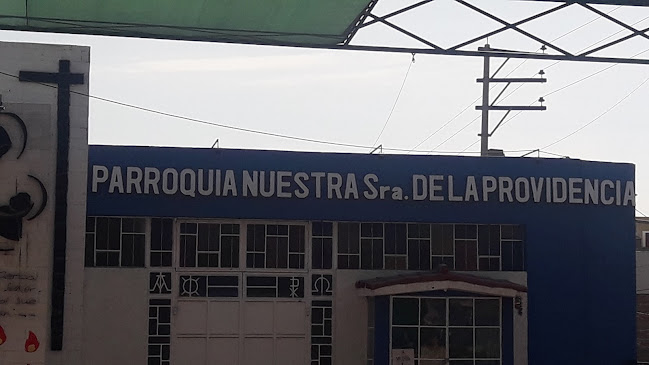 PARROQUIA NUESTRA Sra. DE LA PROVIDENCIA